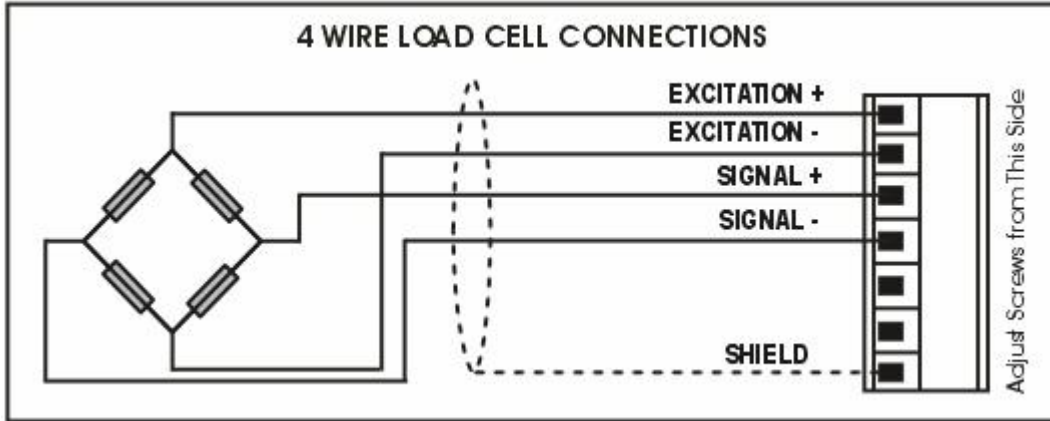 4 WIRE LOAD CELL CONNECTIONS
EXCITATION +
EXCITATION -
SIGNAL +
SIGNAL -
SHIELD
Adjust Screws from This Side